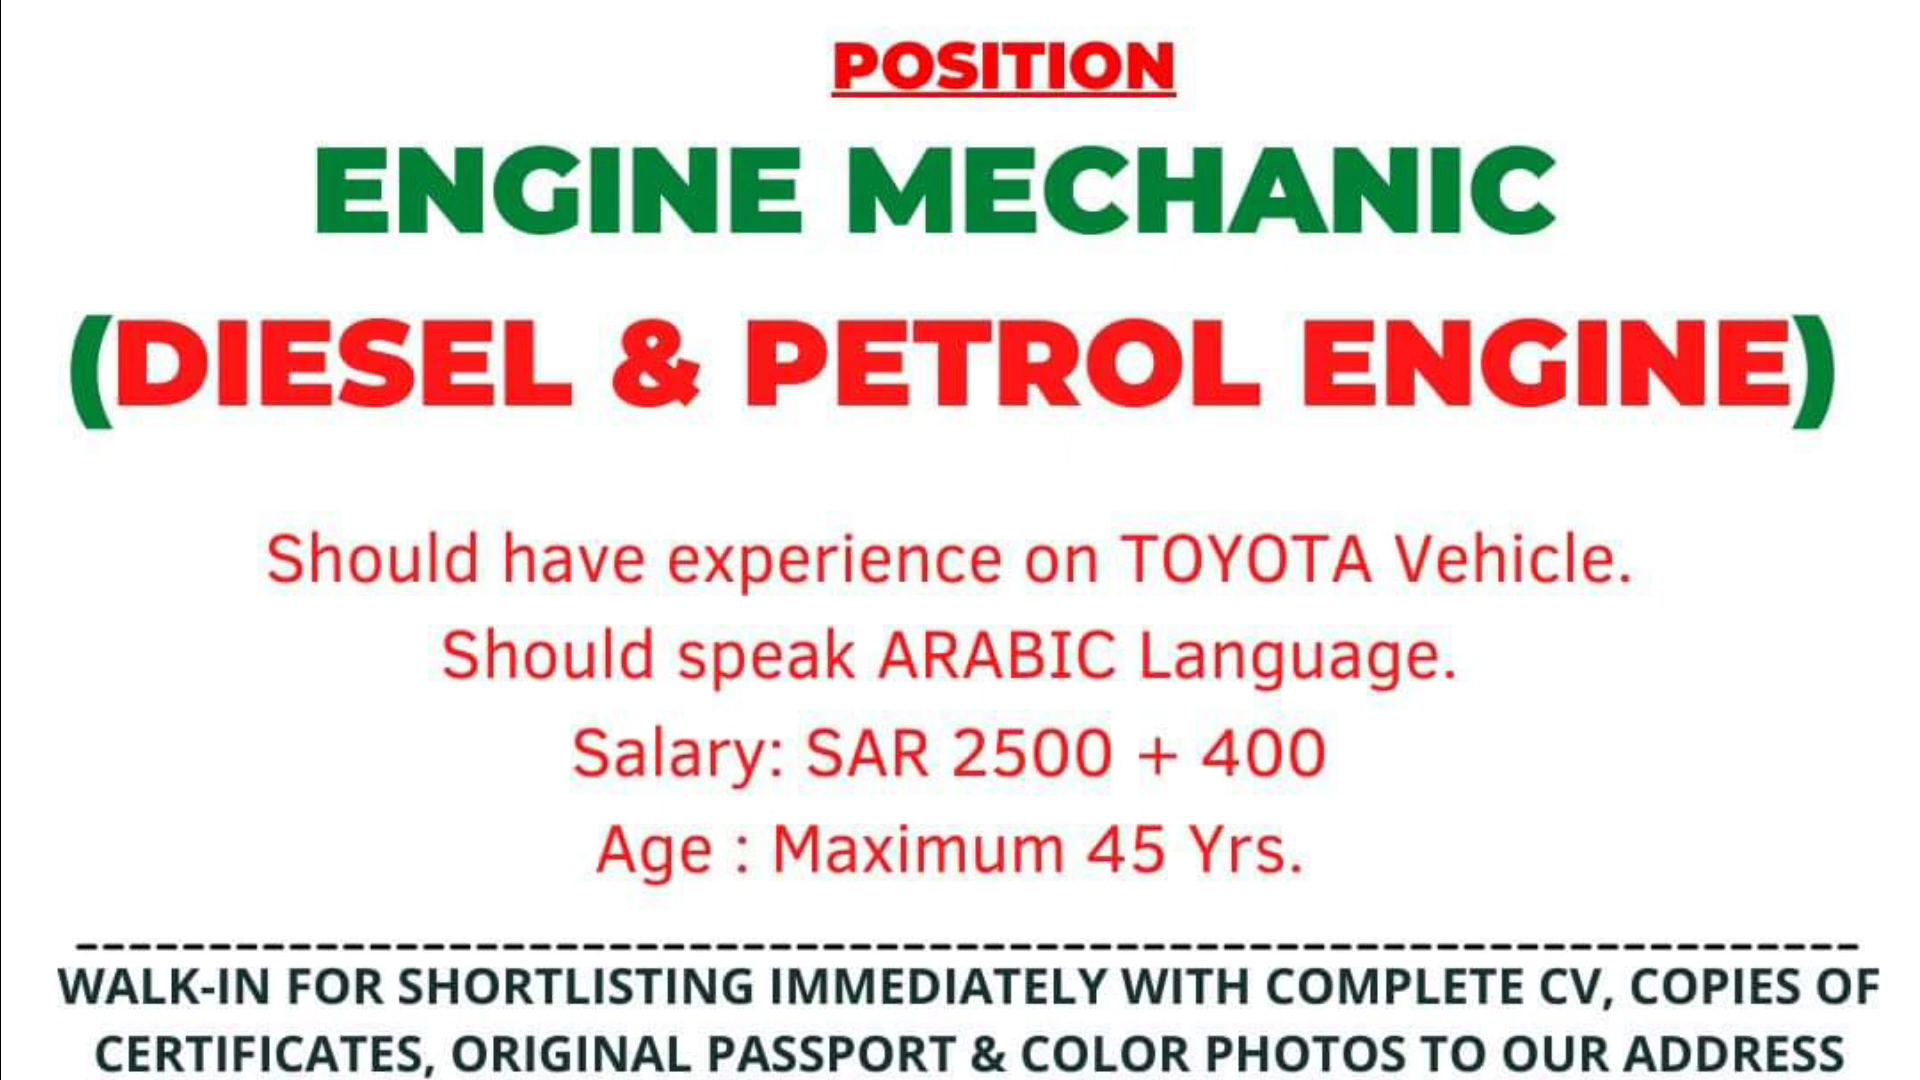 POSITION
ENGINE MECHANIC
(DIESEL & PETROL ENGINE)
Should have experience on TOYOTA Vehicle.
Should speak ARABIC Language.
Salary: SAR 2500 + 400
Age : Maximum 45 Yrs.
--------------------------------------------------------------------
WALK-IN FOR SHORTLISTING IMMEDIATELY WITH COMPLETE CV, COPIES OF
CERTIFICATES, ORIGINAL PASSPORT & COLOR PHOTOS TO OUR ADDRESS